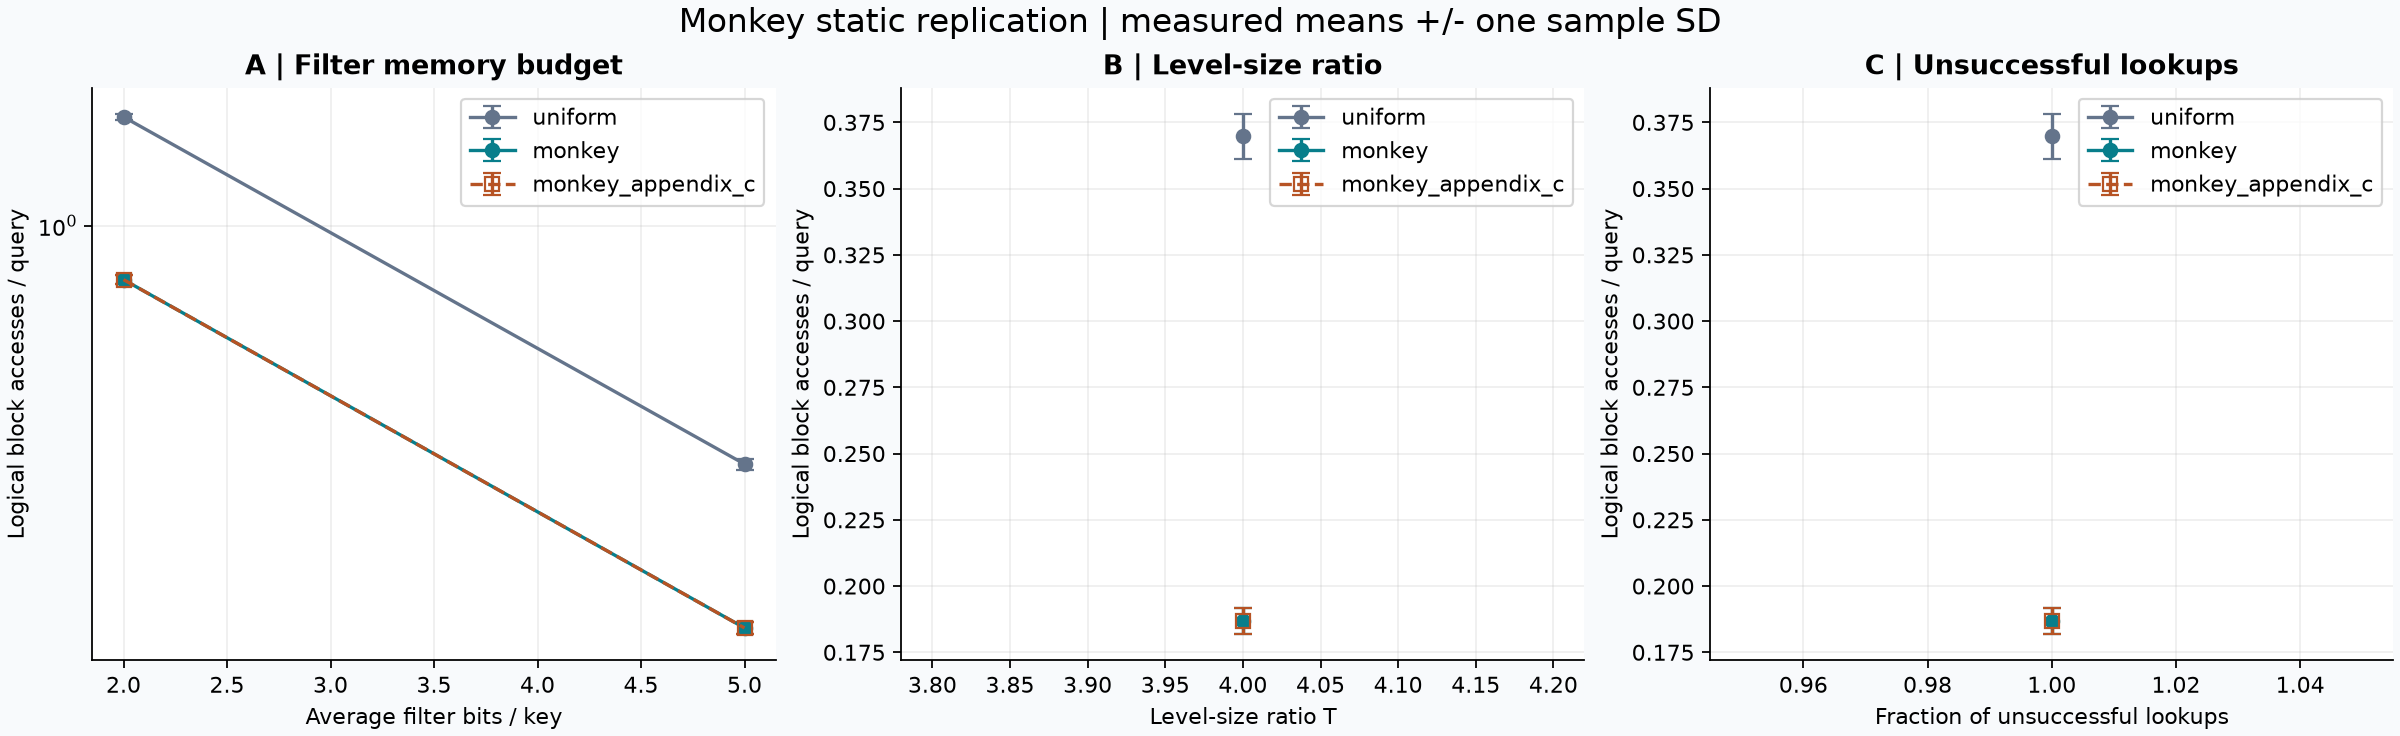 Monkey static replication | measured means +/- one sample SD
A | Filter memory budget
Logical block accesses / query
10⁰
uniform
monkey
monkey_appendix_c
2.0 2.5 3.0 3.5 4.0 4.5 5.0
Average filter bits / key
B | Level-size ratio
Logical block accesses / query
0.375
0.350
0.325
0.300
0.275
0.250
0.225
0.200
0.175
uniform
monkey
monkey_appendix_c
3.80 3.85 3.90 3.95 4.00 4.05 4.10 4.15 4.20
Level-size ratio T
C | Unsuccessful lookups
Logical block accesses / query
0.375
0.350
0.325
0.300
0.275
0.250
0.225
0.200
0.175
uniform
monkey
monkey_appendix_c
0.96 0.98 1.00 1.02 1.04
Fraction of unsuccessful lookups